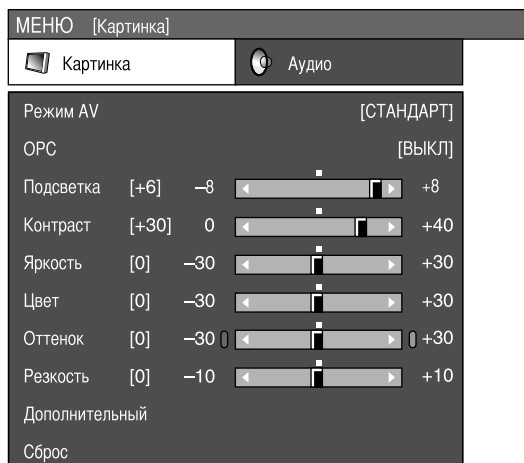 МЕНЮ [Картинка]
Картинка Аудио
Режим AV [СТАНДАРТ]
OPC [ВЫКЛ]
Подсветка [+6] –8 +8
Контраст [+30] 0 +40
Яркость [0] –30 +30
Цвет [0] –30 +30
Оттенок [0] –30 +30
Резкость [0] –10 +10
Дополнительный
Сброс